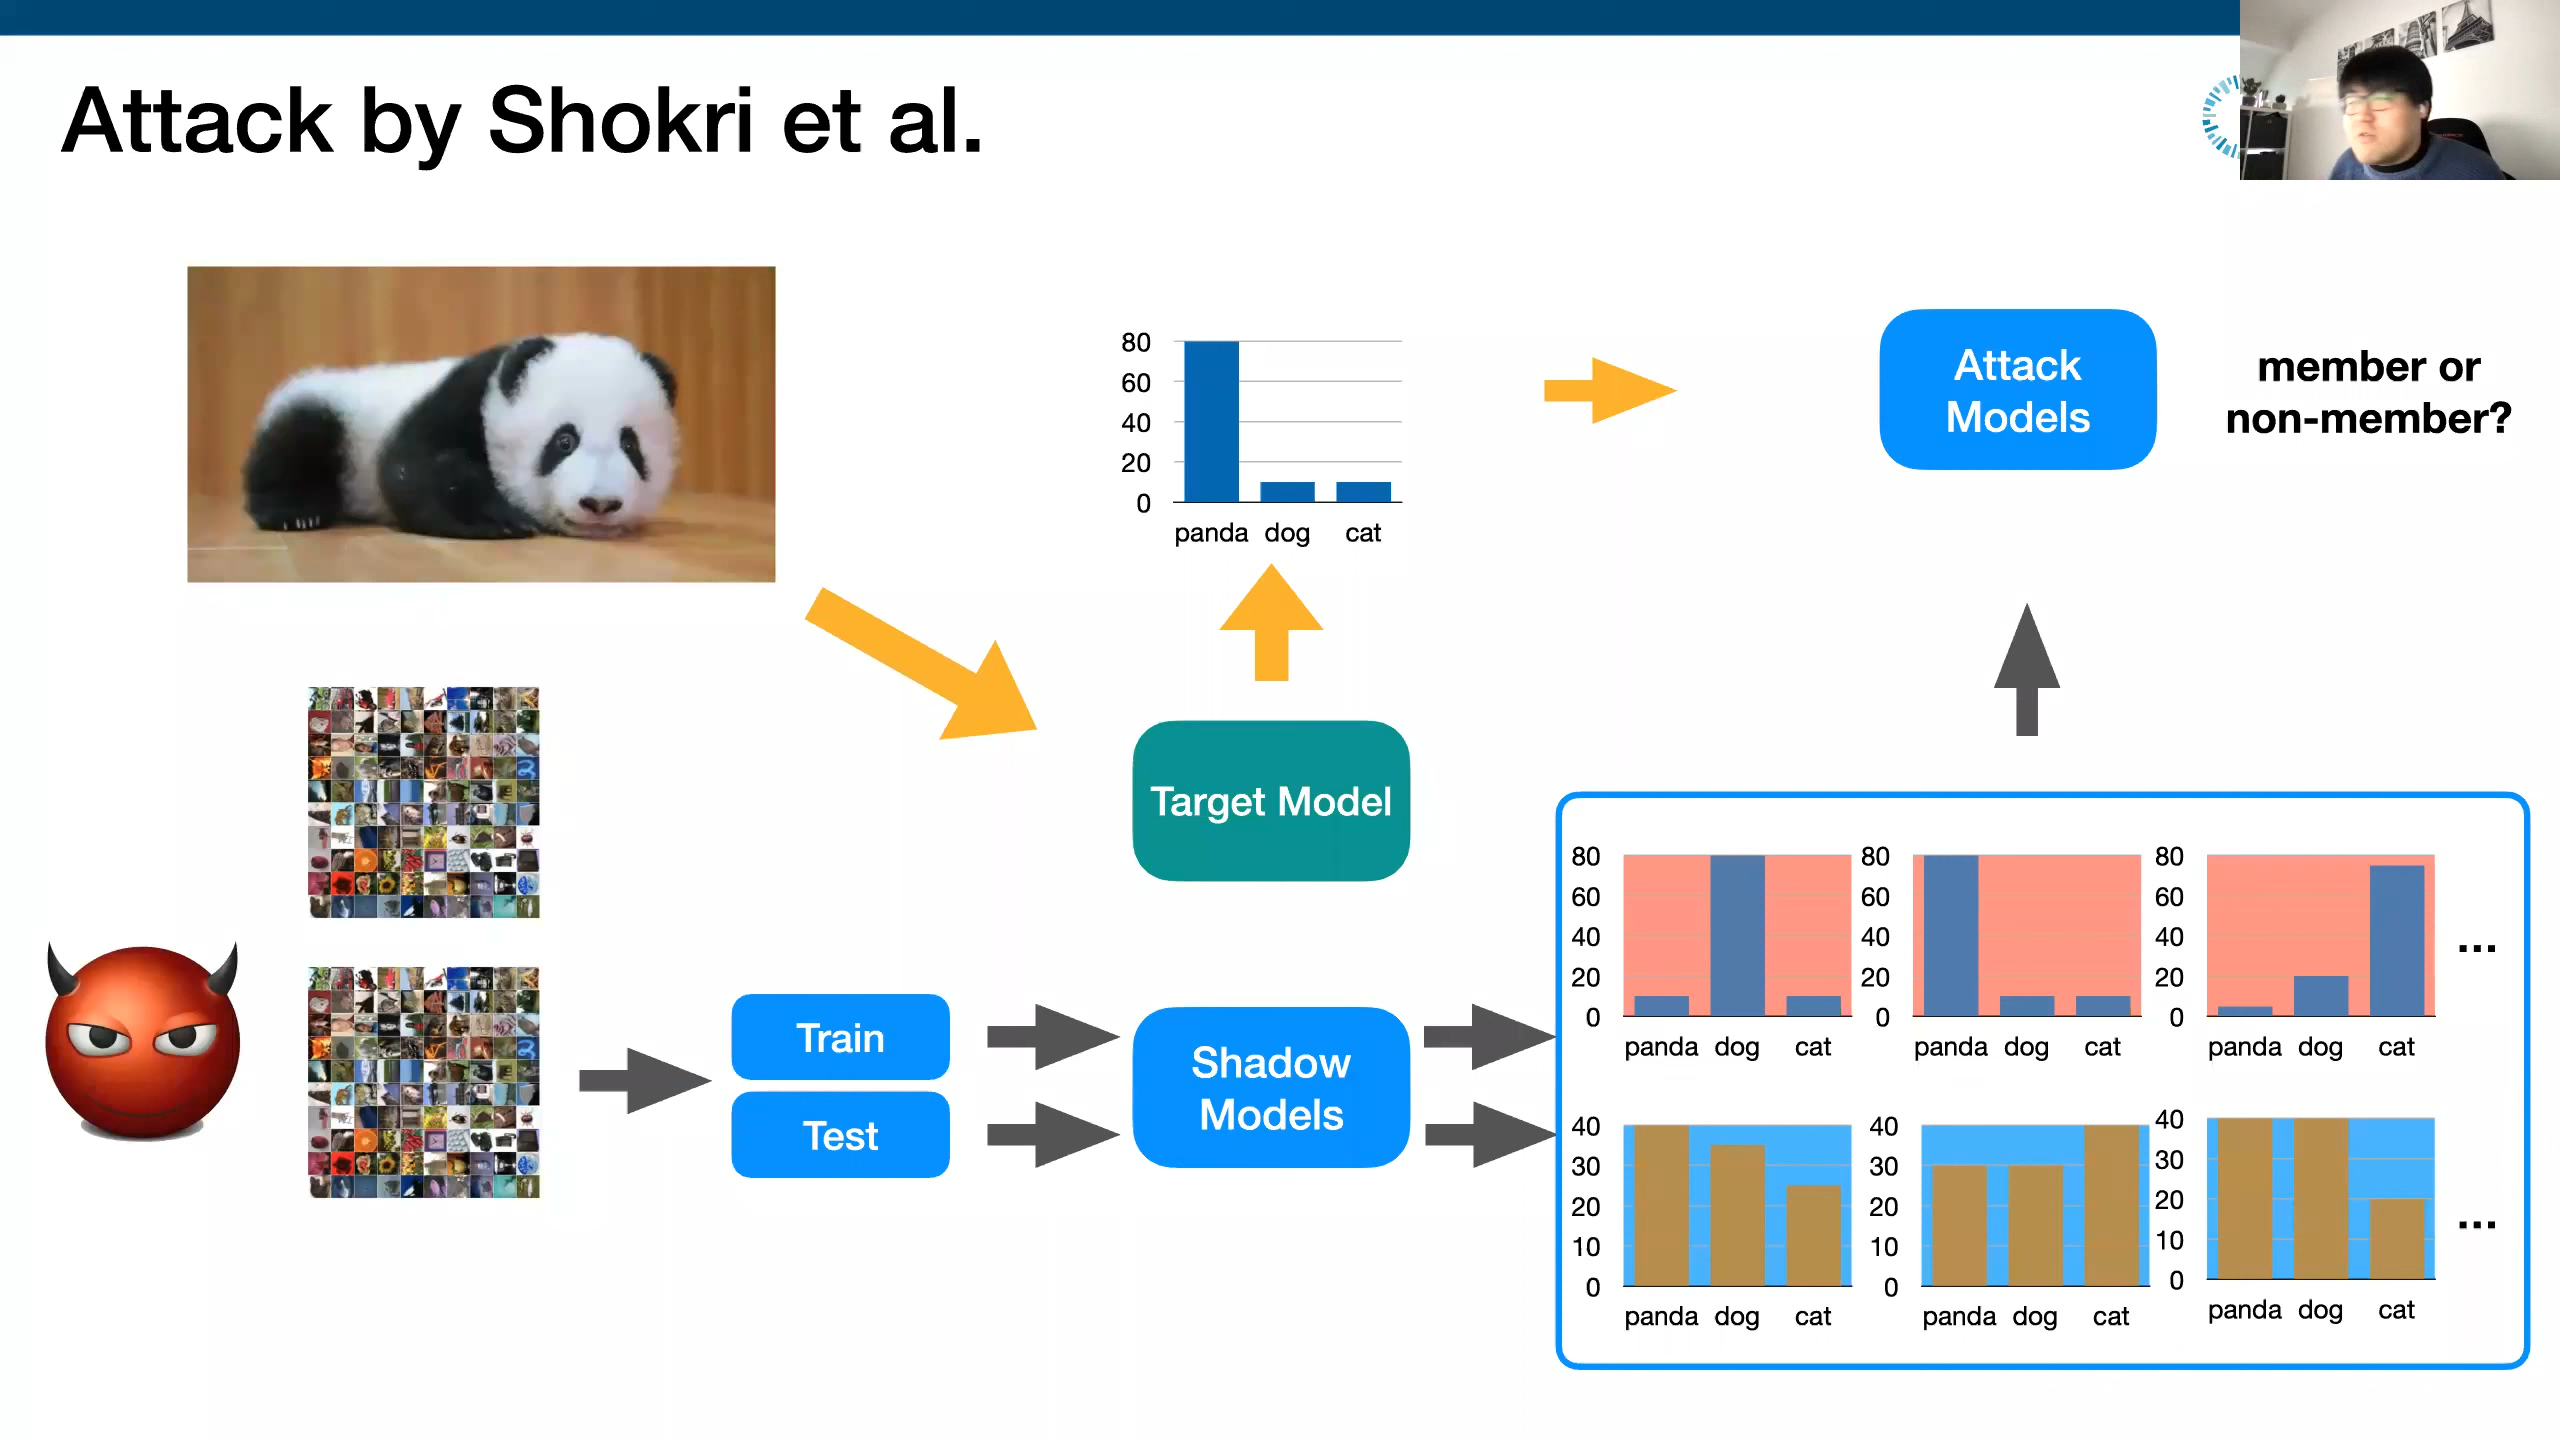 Attack by Shokri et al.
80
60
40
20
0
panda dog cat
Attack
Models
member or
non-member?
Target Model
Train
Test
Shadow
Models
80
60
40
20
0
panda dog cat
80
60
40
20
0
panda dog cat
80
60
40
20
0
panda dog cat
...
40
30
20
10
0
panda dog cat
40
30
20
10
0
panda dog cat
40
30
20
10
0
panda dog cat
...